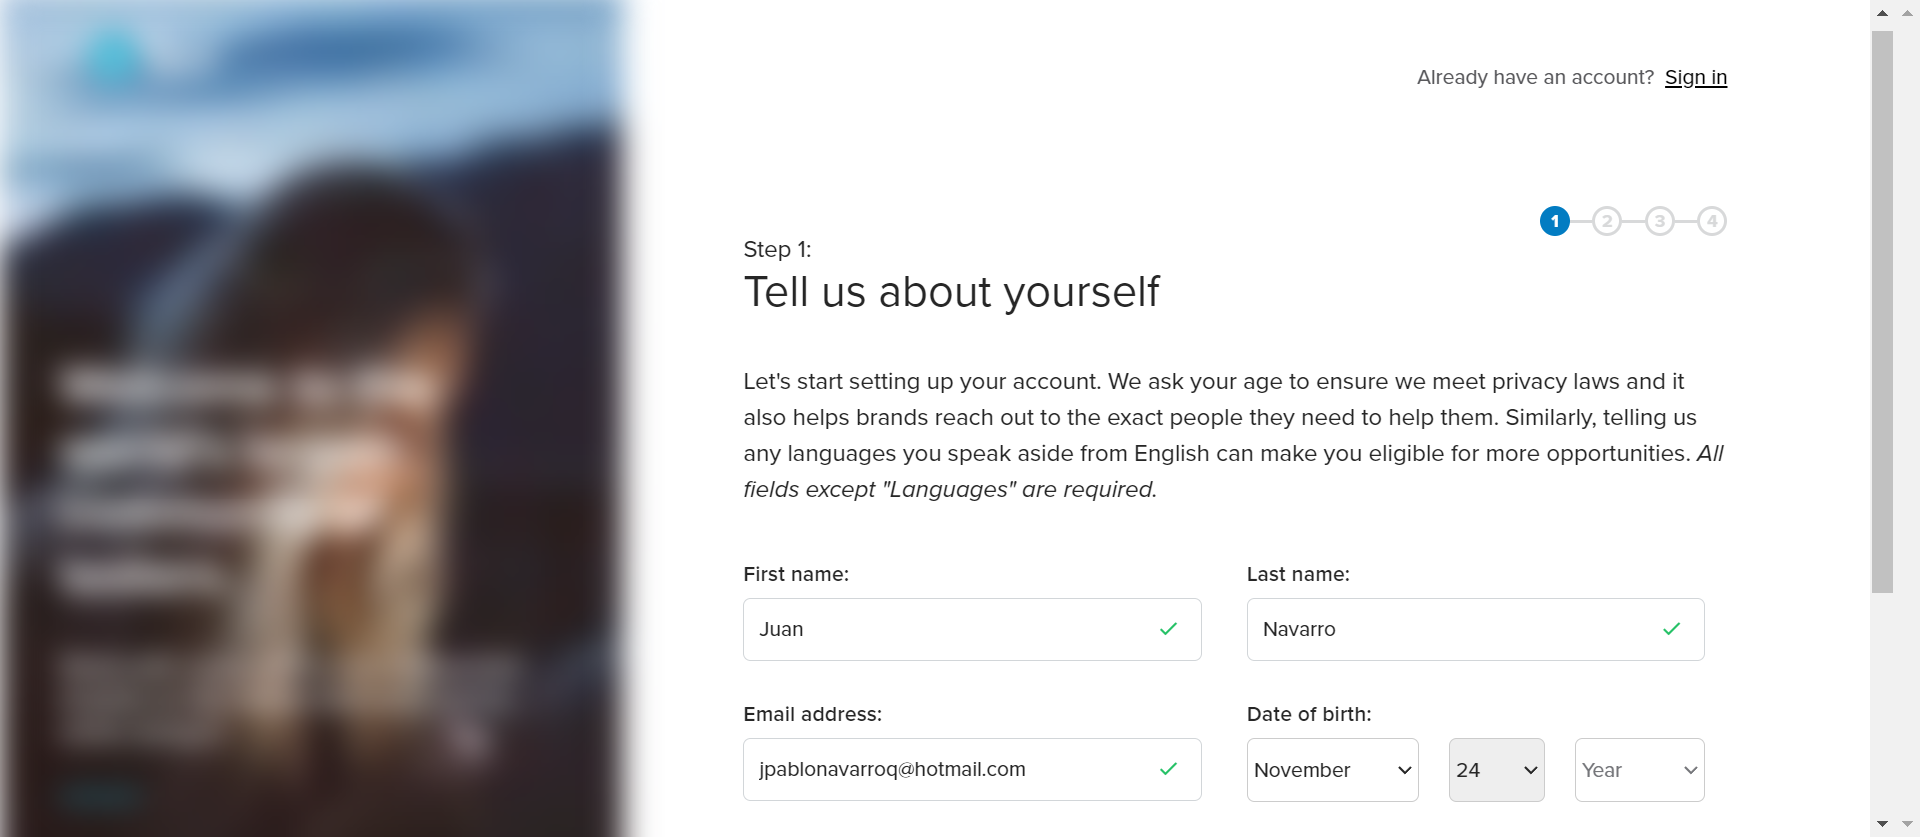 Already have an account? Sign in
1 2 3 4
Step 1:
Tell us about yourself
Let's start setting up your account. We ask your age to ensure we meet privacy laws and it
also helps brands reach out to the exact people they need to help them. Similarly, telling us
any languages you speak aside from English can make you eligible for more opportunities. All
fields except "Languages" are required.
First name: Last name:
Juan Navarro
Email address: Date of birth:
jpablonavarroq@hotmail.com November 24 Year